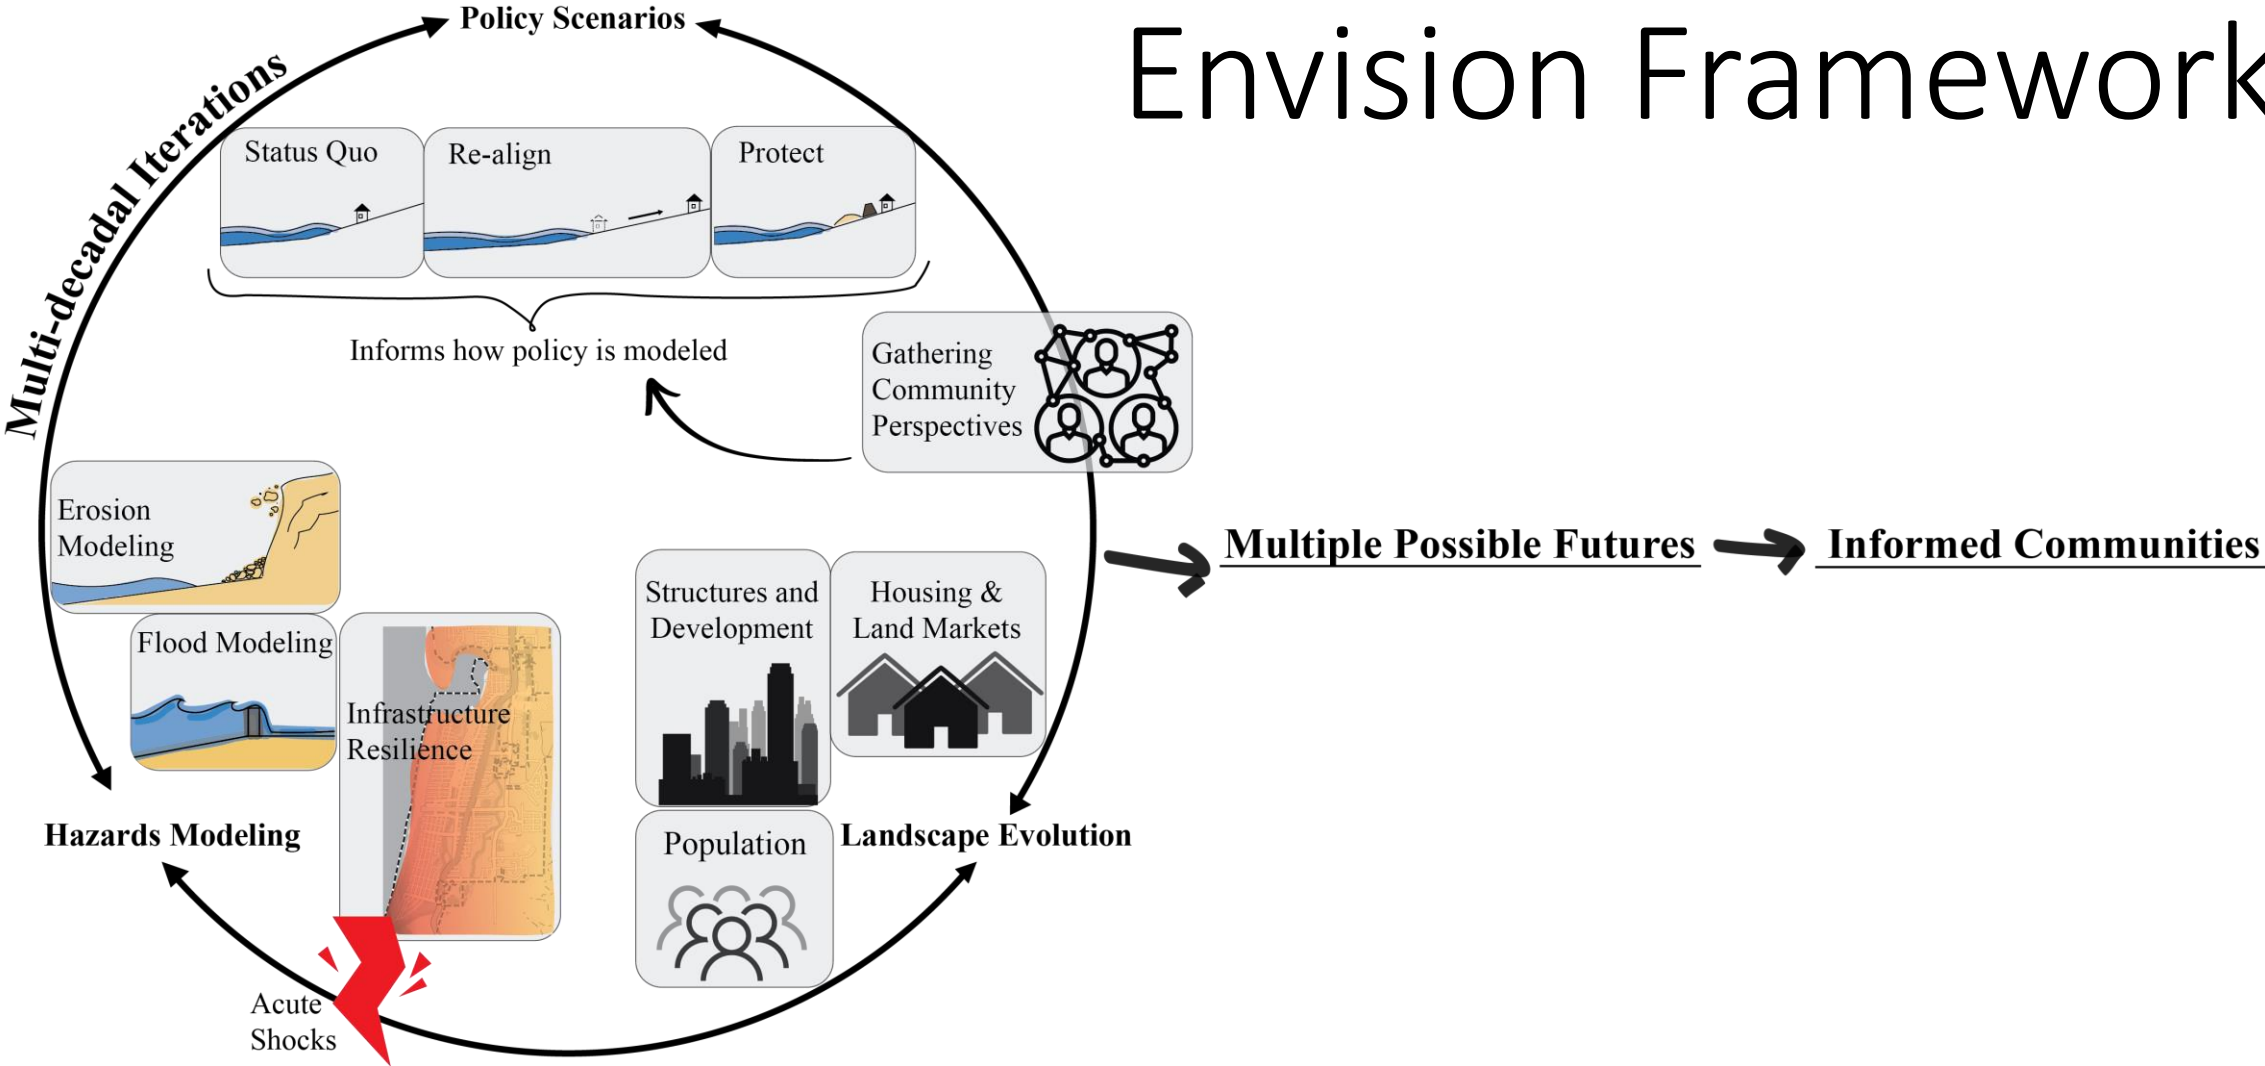 Envision Framework
Policy Scenarios
Multi-decadal Iterations
Status Quo
Re-align
Protect
Informs how policy is modeled
Gathering
Community
Perspectives
Erosion
Modeling
Flood Modeling
Infrastructure
Resilience
Structures and
Development
Housing &
Land Markets
Population
Hazards Modeling
Landscape Evolution
Acute
Shocks
Multiple Possible Futures
Informed Communities